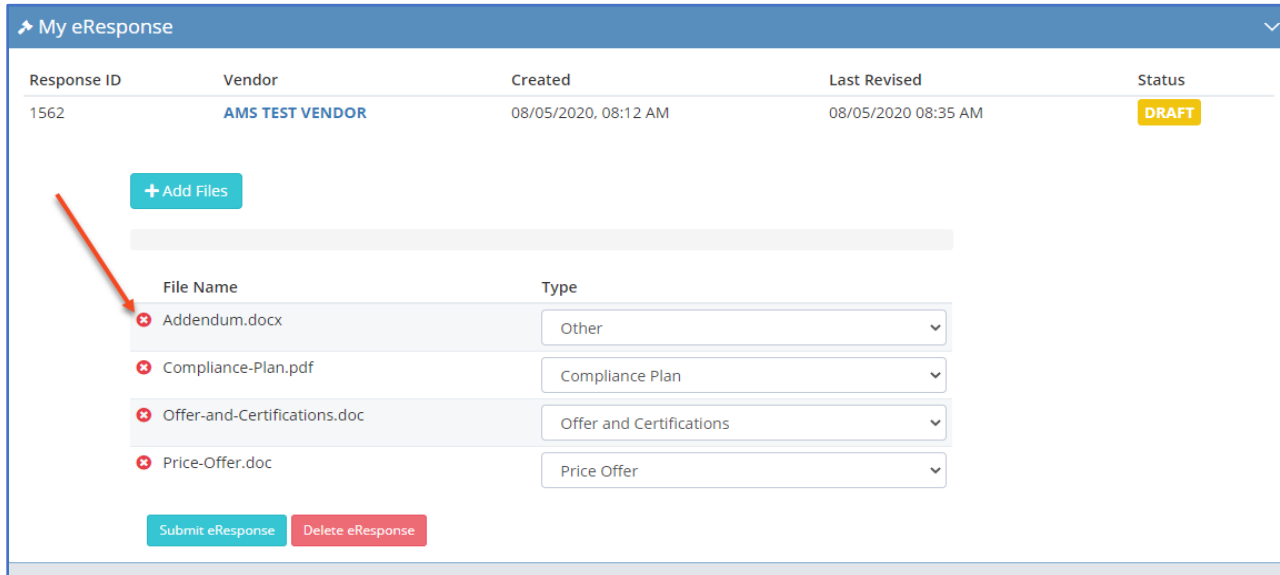 My eResponse
Response ID Vendor Created Last Revised Status
1562 AMS TEST VENDOR 08/05/2020, 08:12 AM 08/05/2020 08:35 AM DRAFT
+ Add Files
File Name Type
Addendum.docx Other
Compliance-Plan.pdf Compliance Plan
Offer-and-Certifications.doc Offer and Certifications
Price-Offer.doc Price Offer
Submit eResponse Delete eResponse